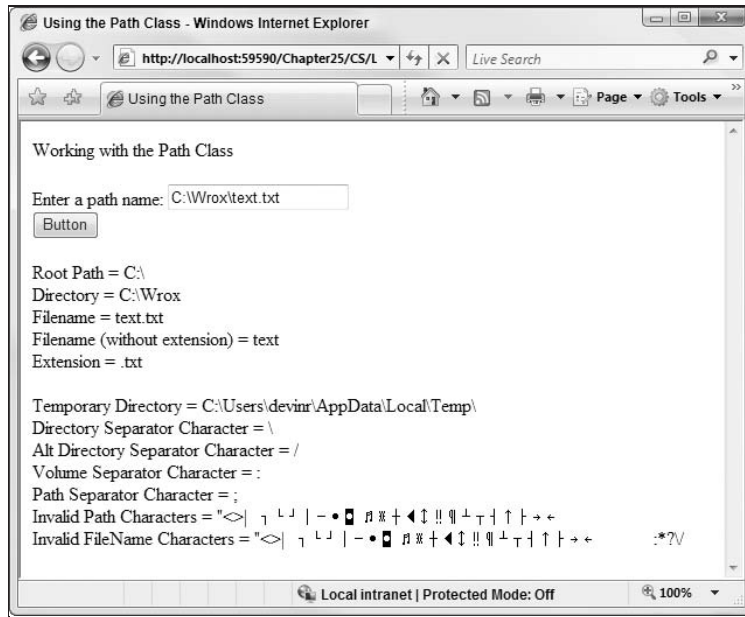 Using the Path Class - Windows Internet Explorer
http://localhost:59590/Chapter25/CS/L
Live Search
Using the Path Class
Page
Tools
Working with the Path Class
Enter a path name: C:\Wrox\text.txt
Button
Root Path = C:\
Directory = C:\Wrox
Filename = text.txt
Filename (without extension) = text
Extension = .txt
Temporary Directory = C:\Users\devinr\AppData\Local\Temp\
Directory Separator Character = \
Alt Directory Separator Character = /
Volume Separator Character = :
Path Separator Character = ;
Invalid Path Characters = "<>| ┐ └ ┘ | − • ◘ ♬ ⌘ ┼ ◄ ↕ ‼ ¶ ┴ ┬ ┤ ↑ ├ → ←
Invalid FileName Characters = "<>| ┐ └ ┘ | − • ◘ ♬ ⌘ ┼ ◄ ↕ ‼ ¶ ┴ ┬ ┤ ↑ ├ → ← :*?\/
Local intranet | Protected Mode: Off
100%